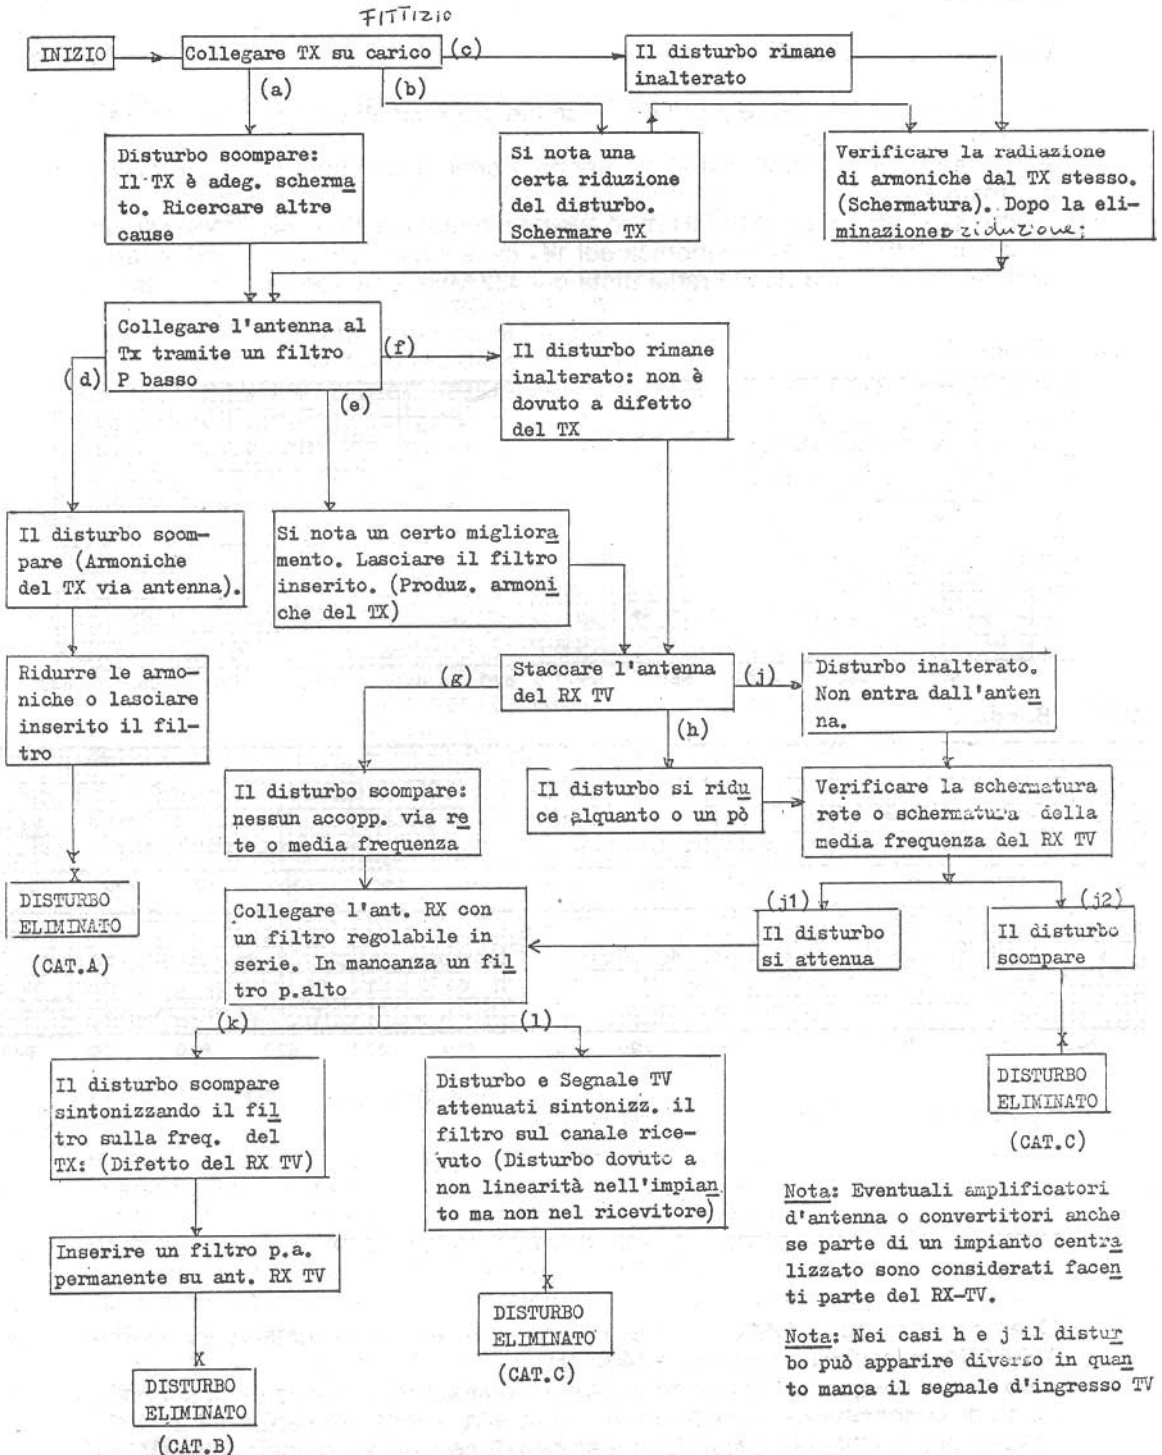 FITTIZIO
INIZIO
Collegare TX su carico
(c)
Il disturbo rimane
inalterato
(a)
(b)
Disturbo scompare:
Il TX è adeg. scherma
to. Ricercare altre
cause
Si nota una
certa riduzione
del disturbo.
Schermare TX
Verificare la radiazione
di armoniche dal TX stesso.
(Schermatura). Dopo la eli-
minazione o riduzione;
Collegare l'antenna al
Tx tramite un filtro
P basso
(d)
(e)
(f)
Il disturbo rimane
inalterato: non è
dovuto a difetto
del TX
Il disturbo scom-
pare (Armoniche
del TX via antenna).
Si nota un certo migliora
mento. Lasciare il filtro
inserito. (Produz. armoni
che del TX)
Ridurre le armo-
niche o lasciare
inserito il fil-
tro
(g)
Staccare l'antenna
del RX TV
(j)
(h)
Disturbo inalterato.
Non entra dall'anten
na.
Il disturbo scompare:
nessun accopp. via re
te o media frequenza
Il disturbo si ridu
ce alquanto o un pò
Verificare la schermatura
rete o schermatura della
media frequenza del RX TV
X
DISTURBO
ELIMINATO
(CAT.A)
Collegare l'ant. RX con
un filtro regolabile in
serie. In mancanza un fil
tro p.alto
(j1)
Il disturbo
si attenua
(j2)
Il disturbo
scompare
(k)
(l)
Il disturbo scompare
sintonizzando il fil
tro sulla freq. del
TX: (Difetto del RX TV)
Disturbo e Segnale TV
attenuati sintonizz. il
filtro sul canale rice-
vuto (Disturbo dovuto a
non linearità nell'impian
to ma non nel ricevitore)
X
DISTURBO
ELIMINATO
(CAT.C)
Inserire un filtro p.a.
permanente su ant. RX TV
X
DISTURBO
ELIMINATO
(CAT.C)
X
DISTURBO
ELIMINATO
(CAT.B)
Nota: Eventuali amplificatori
d'antenna o convertitori anche
se parte di un impianto centra
lizzato sono considerati facen
ti parte del RX-TV.
Nota: Nei casi h e j il distur
bo può apparire diverso in quan
to manca il segnale d'ingresso TV